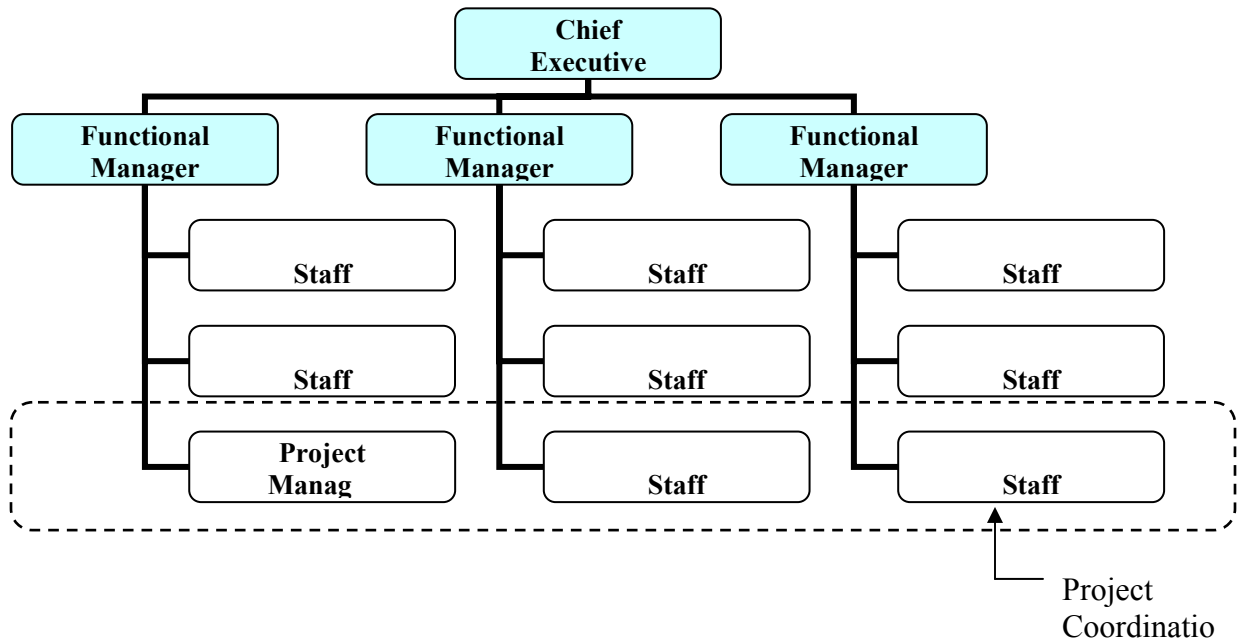 Chief
Executive
Functional
Manager
Functional
Manager
Functional
Manager
Staff
Staff
Staff
Staff
Staff
Staff
Project
Manag
Staff
Staff
Project
Coordinatio